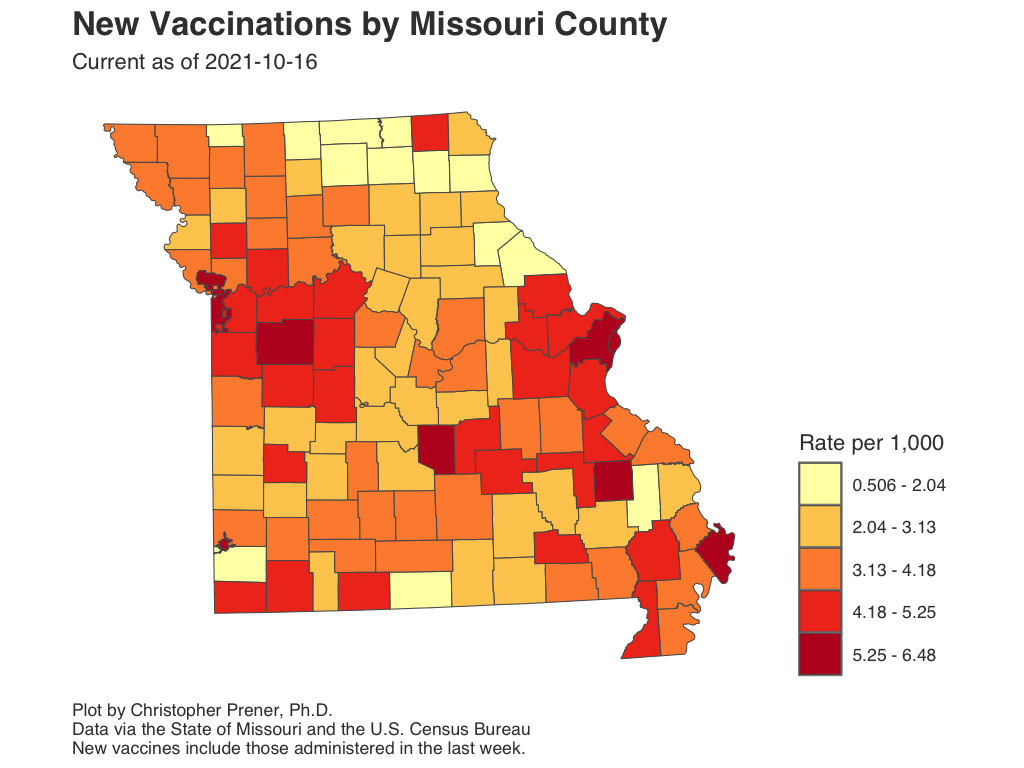 New Vaccinations by Missouri County
Current as of 2021-10-16
Rate per 1,000
0.506 - 2.04
2.04 - 3.13
3.13 - 4.18
4.18 - 5.25
5.25 - 6.48
Plot by Christopher Prener, Ph.D.
Data via the State of Missouri and the U.S. Census Bureau
New vaccines include those administered in the last week.